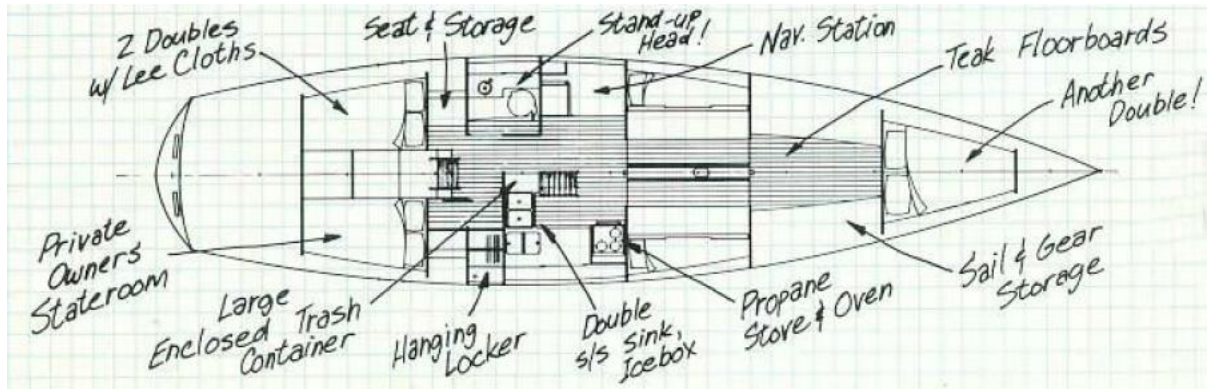 2 Doubles
w/ Lee Cloths
Seat & Storage
Stand-up
Head!
Nav. Station
Teak Floorboards
Another
Double!
Private
Owners
Stateroom
Large
Enclosed Trash
Container
Hanging
Locker
Double
s/s sink,
Icebox
Propane
Stove & Oven
Sail & Gear
Storage